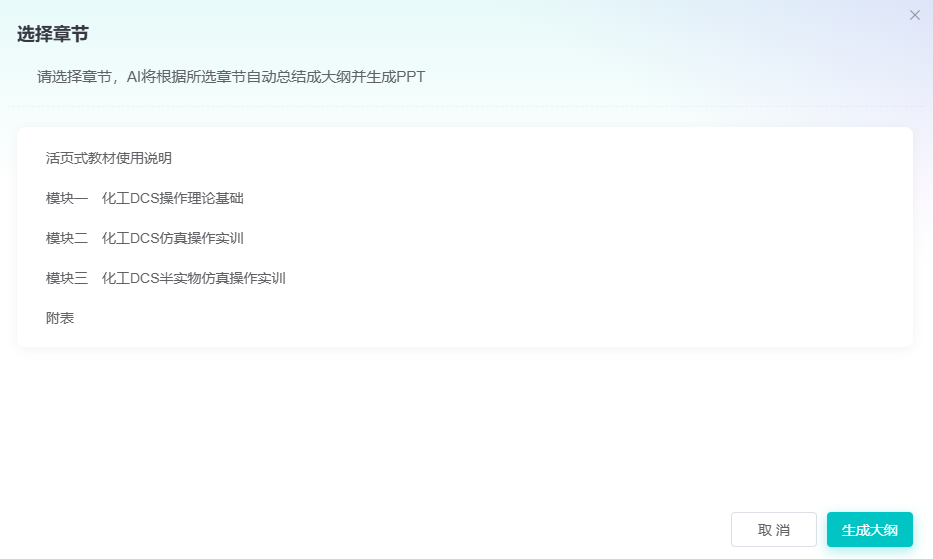 选择章节
请选择章节，AI将根据所选章节自动总结成大纲并生成PPT
活页式教材使用说明
模块一　化工DCS操作理论基础
模块二　化工DCS仿真操作实训
模块三　化工DCS半实物仿真操作实训
附表
取 消
生成大纲